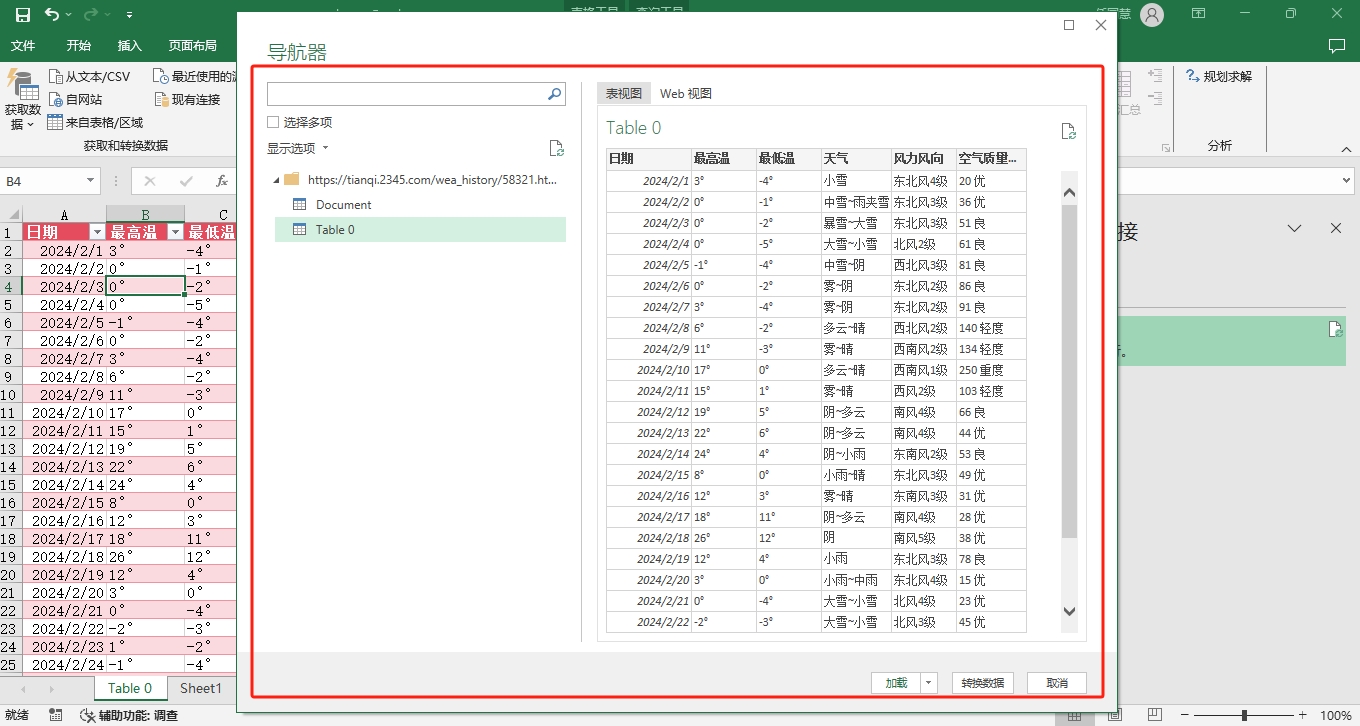 文件 开始 插入 页面布局
获取数据
从文本/CSV 最近使用的
自网站 现有连接
来自表格/区域
获取和转换数据
规划求解
分析
B4
fx
A B C
1 日期 最高温 最低温
2 2024/2/1 3° -4°
3 2024/2/2 0° -1°
4 2024/2/3 0° -2°
5 2024/2/4 0° -5°
6 2024/2/5 -1° -4°
7 2024/2/6 0° -2°
8 2024/2/7 3° -4°
9 2024/2/8 6° -2°
10 2024/2/9 11° -3°
11 2024/2/10 17° 0°
12 2024/2/11 15° 1°
13 2024/2/12 19° 5°
14 2024/2/13 22° 6°
15 2024/2/14 24° 4°
16 2024/2/15 8° 0°
17 2024/2/16 12° 3°
18 2024/2/17 18° 11°
19 2024/2/18 26° 12°
20 2024/2/19 12° 4°
21 2024/2/20 3° 0°
22 2024/2/21 0° -4°
23 2024/2/22 -2° -3°
24 2024/2/23 1° -2°
25 2024/2/24 -1° -4°
Table 0 Sheet1
就绪 辅助功能: 调查
导航器
选择多项
显示选项
https://tianqi.2345.com/wea_history/58321.ht...
Document
Table 0
表视图 Web 视图
Table 0
日期 最高温 最低温 天气 风力风向 空气质量...
2024/2/1 3° -4° 小雪 东北风4级 20 优
2024/2/2 0° -1° 中雪~雨夹雪 东北风3级 36 优
2024/2/3 0° -2° 暴雪~大雪 东北风3级 51 良
2024/2/4 0° -5° 大雪~小雪 北风2级 61 良
2024/2/5 -1° -4° 中雪~阴 西北风3级 81 良
2024/2/6 0° -2° 雾~阴 东北风2级 86 良
2024/2/7 3° -4° 雾~阴 东北风2级 91 良
2024/2/8 6° -2° 多云~晴 西北风2级 140 轻度
2024/2/9 11° -3° 雾~晴 西南风2级 134 轻度
2024/2/10 17° 0° 多云~晴 西南风1级 250 重度
2024/2/11 15° 1° 雾~晴 西风2级 103 轻度
2024/2/12 19° 5° 阴~多云 南风4级 66 良
2024/2/13 22° 6° 阴~多云 南风4级 44 优
2024/2/14 24° 4° 阴~小雨 东南风2级 53 良
2024/2/15 8° 0° 小雨~晴 东北风3级 49 优
2024/2/16 12° 3° 雾~晴 东南风3级 31 优
2024/2/17 18° 11° 阴~多云 南风4级 28 优
2024/2/18 26° 12° 阴 南风5级 38 优
2024/2/19 12° 4° 小雨 东北风3级 78 良
2024/2/20 3° 0° 小雨~中雨 东北风4级 15 优
2024/2/21 0° -4° 大雪~小雪 北风4级 23 优
2024/2/22 -2° -3° 大雪~小雪 北风3级 45 优
加载 转换数据 取消
接
100%